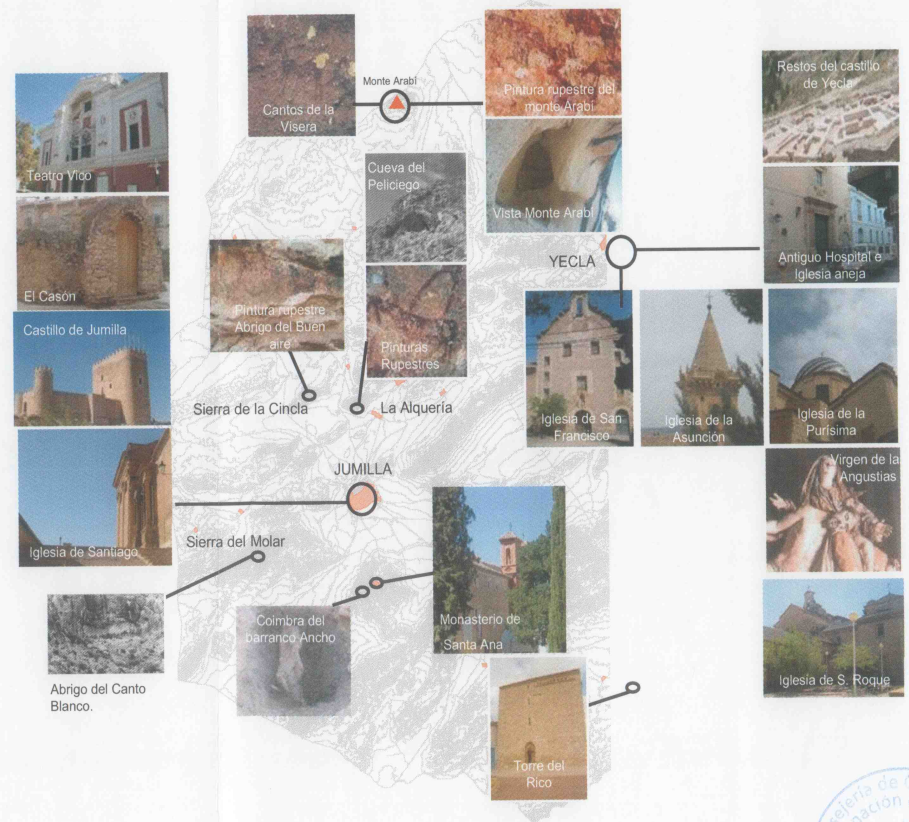 Monte Arabí
Cantos de la
Visera
Pintura rupestre del
monte Arabí
Vista Monte Arabí
Restos del castillo
de Yecla
Antiguo Hospital e
Iglesia aneja
Teatro Vico
El Casón
Castillo de Jumilla
Iglesia de Santiago
Cueva del
Peliciego
Pinturas
Rupestres
Pintura rupestre
Abrigo del Buen
aire
Sierra de la Cincla
La Alquería
YECLA
Iglesia de San
Francisco
Iglesia de la
Asunción
Iglesia de la
Purísima
Virgen de la
Angustias
Iglesia de S. Roque
JUMILLA
Sierra del Molar
Abrigo del Canto
Blanco.
Coimbra del
barranco Ancho
Monasterio de
Santa Ana
Torre del
Rico